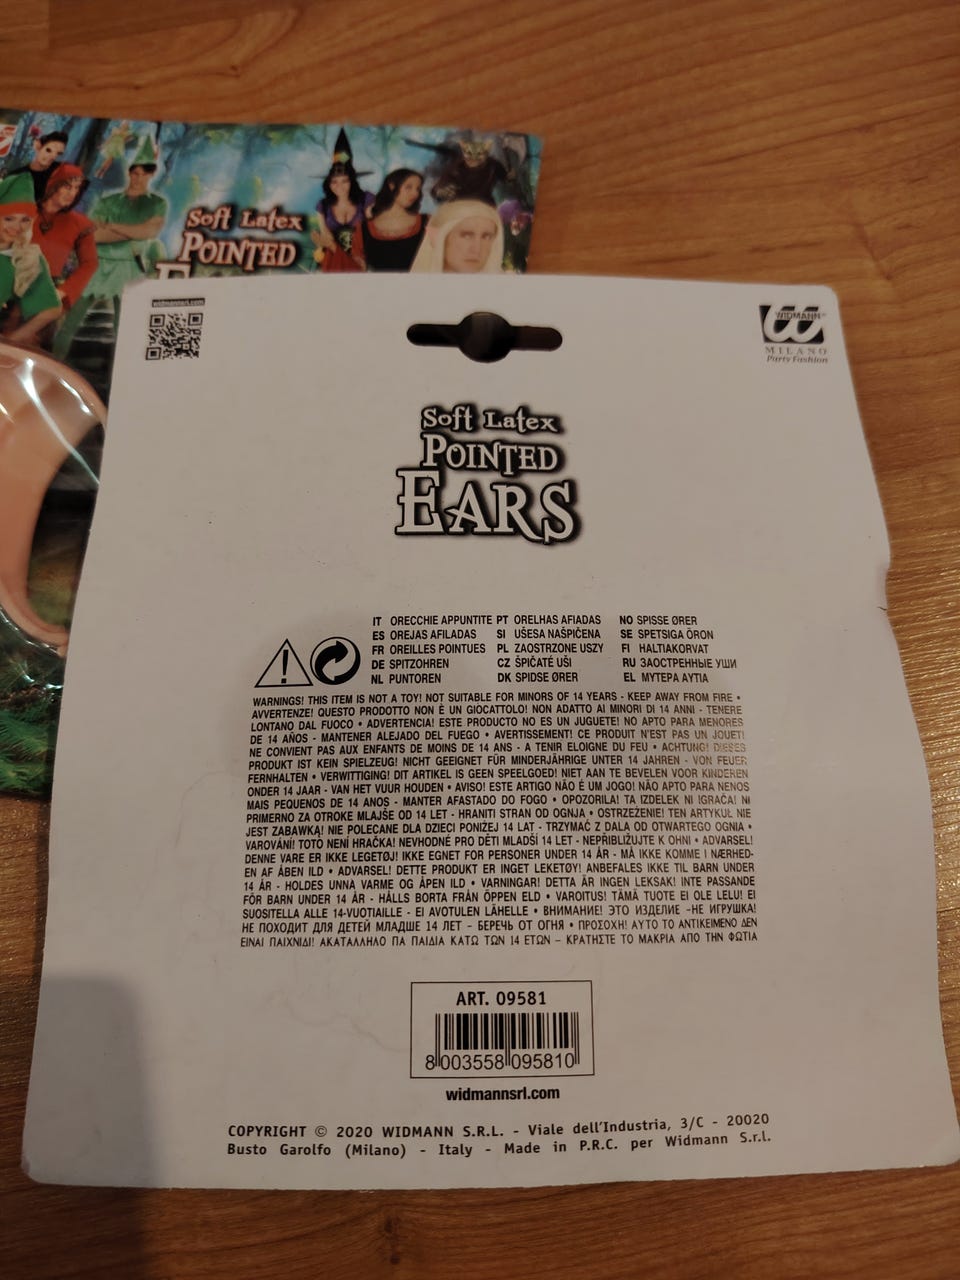 Soft Latex
POINTED
widmannsrl.com
WIDMANN
MILANO
Party Fashion
Soft Latex
POINTED
EARS
IT ORECCHIE APPUNTITE PT ORELHAS AFIADAS NO SPISSE ØRER
ES OREJAS AFILADAS SI UŠESA NAŠPIČENA SE SPETSIGA ÖRON
FR OREILLES POINTUES PL ZAOSTRZONE USZY FI HALTIAKORVAT
DE SPITZOHREN CZ ŠPIČATÉ UŠI RU ЗАОСТРЕННЫЕ УШИ
NL PUNTOREN DK SPIDSE ØRER EL ΜΥΤΕΡΑ ΑΥΤΙΑ
WARNINGS! THIS ITEM IS NOT A TOY! NOT SUITABLE FOR MINORS OF 14 YEARS - KEEP AWAY FROM FIRE •
AVVERTENZE! QUESTO PRODOTTO NON È UN GIOCATTOLO! NON ADATTO AI MINORI DI 14 ANNI - TENERE
LONTANO DAL FUOCO • ADVERTENCIA! ESTE PRODUCTO NO ES UN JUGUETE! NO APTO PARA MENORES
DE 14 AÑOS - MANTENER ALEJADO DEL FUEGO • AVERTISSEMENT! CE PRODUIT N'EST PAS UN JOUET!
NE CONVIENT PAS AUX ENFANTS DE MOINS DE 14 ANS - A TENIR ELOIGNE DU FEU • ACHTUNG! DIESES
PRODUKT IST KEIN SPIELZEUG! NICHT GEEIGNET FÜR MINDERJÄHRIGE UNTER 14 JAHREN - VON FEUER
FERNHALTEN • VERWITTIGING! DIT ARTIKEL IS GEEN SPEELGOED! NIET AAN TE BEVELEN VOOR KINDEREN
ONDER 14 JAAR - VAN HET VUUR HOUDEN • AVISO! ESTE ARTIGO NÃO É UM JOGO! NÃO APTO PARA NENOS
MAIS PEQUENOS DE 14 ANOS - MANTER AFASTADO DO FOGO • OPOZORILA! TA IZDELEK NI IGRAČA! NI
PRIMERNO ZA OTROKE MLAJŠE OD 14 LET - HRANITI STRAN OD OGNJA • OSTRZEŻENIE! TEN ARTYKUŁ NIE
JEST ZABAWKĄ! NIE POLECANE DLA DZIECI PONIŻEJ 14 LAT - TRZYMAĆ Z DALA OD OTWARTEGO OGNIA •
VAROVÁNÍ! TOTO NENÍ HRAČKA! NEVHODNÉ PRO DĚTI MLADŠÍ 14 LET - NEPŘIBLIŽUJTE K OHNI • ADVARSEL!
DENNE VARE ER IKKE LEGETØJ! IKKE EGNET FOR PERSONER UNDER 14 ÅR - MÅ IKKE KOMME I NÆRHED-
EN AF ÅBEN ILD • ADVARSEL! DETTE PRODUKT ER INGET LEKETØY! ANBEFALES IKKE TIL BARN UNDER
14 ÅR - HOLDES UNNA VARME OG ÅPEN ILD • VARNINGAR! DETTA ÄR INGEN LEKSAK! INTE PASSANDE
FÖR BARN UNDER 14 ÅR - HÅLLS BORTA FRÅN ÖPPEN ELD • VAROITUS! TÄMÄ TUOTE EI OLE LELU! EI
SUOSITELLA ALLE 14-VUOTIAILLE - EI AVOTULEN LÄHELLE • ВНИМАНИЕ! ЭТО ИЗДЕЛИЕ -НЕ ИГРУШКА!
НЕ ПОХОДИТ ДЛЯ ДЕТЕЙ МЛАДШЕ 14 ЛЕТ - БЕРЕЧЬ ОТ ОГНЯ • ΠΡΟΣΟΧΗ! ΑΥΤΟ ΤΟ ΑΝΤΙΚΕΙΜΕΝΟ ΔΕΝ
ΕΙΝΑΙ ΠΑΙΧΝΙΔΙ! ΑΚΑΤΑΛΛΗΛΟ ΠΑ ΠΑΙΔΙΑ ΚΑΤΩ ΤΩΝ 14 ΕΤΩΝ - ΚΡΑΤΗΣΤΕ ΤΟ ΜΑΚΡΙΑ ΑΠΟ ΤΗΝ ΦΩΤΙΑ
ART. 09581
8 003558 095810
widmannsrl.com
COPYRIGHT © 2020 WIDMANN S.R.L. - Viale dell'Industria, 3/C - 20020
Busto Garolfo (Milano) - Italy - Made in P.R.C. per Widmann S.r.l.